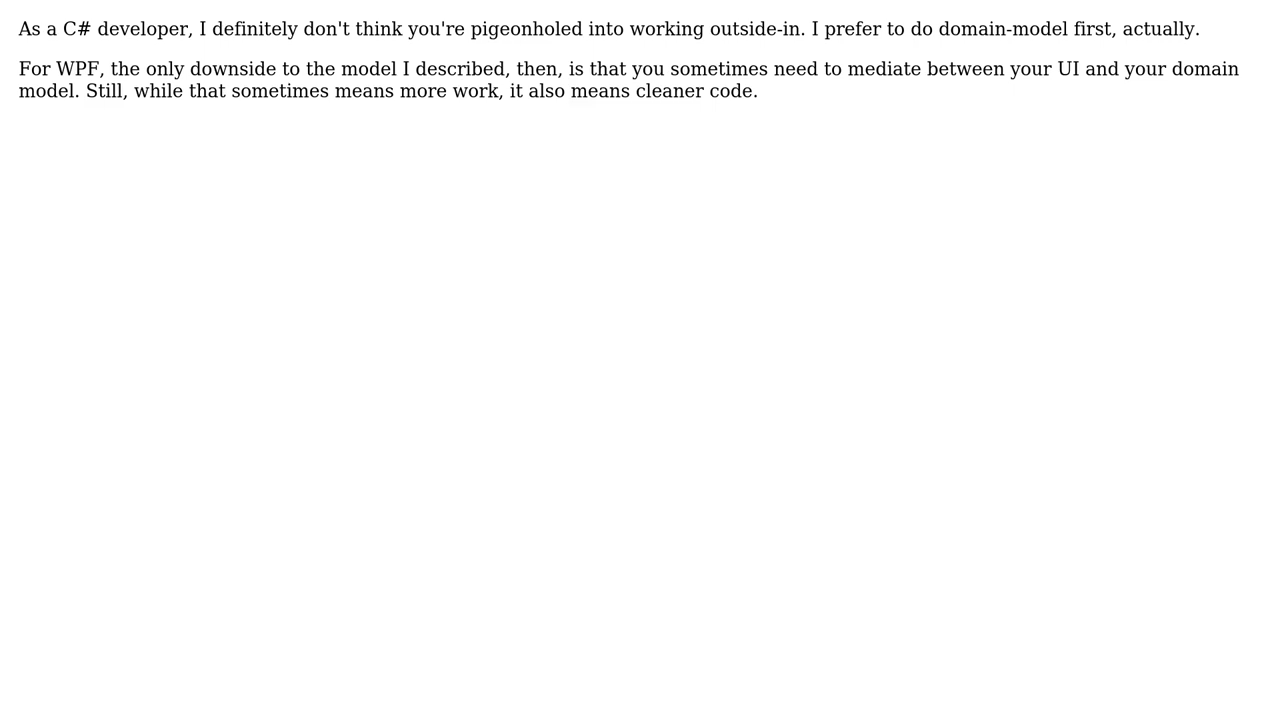 As a C# developer, I definitely don't think you're pigeonholed into working outside-in. I prefer to do domain-model first, actually.
For WPF, the only downside to the model I described, then, is that you sometimes need to mediate between your UI and your domain
model. Still, while that sometimes means more work, it also means cleaner code.